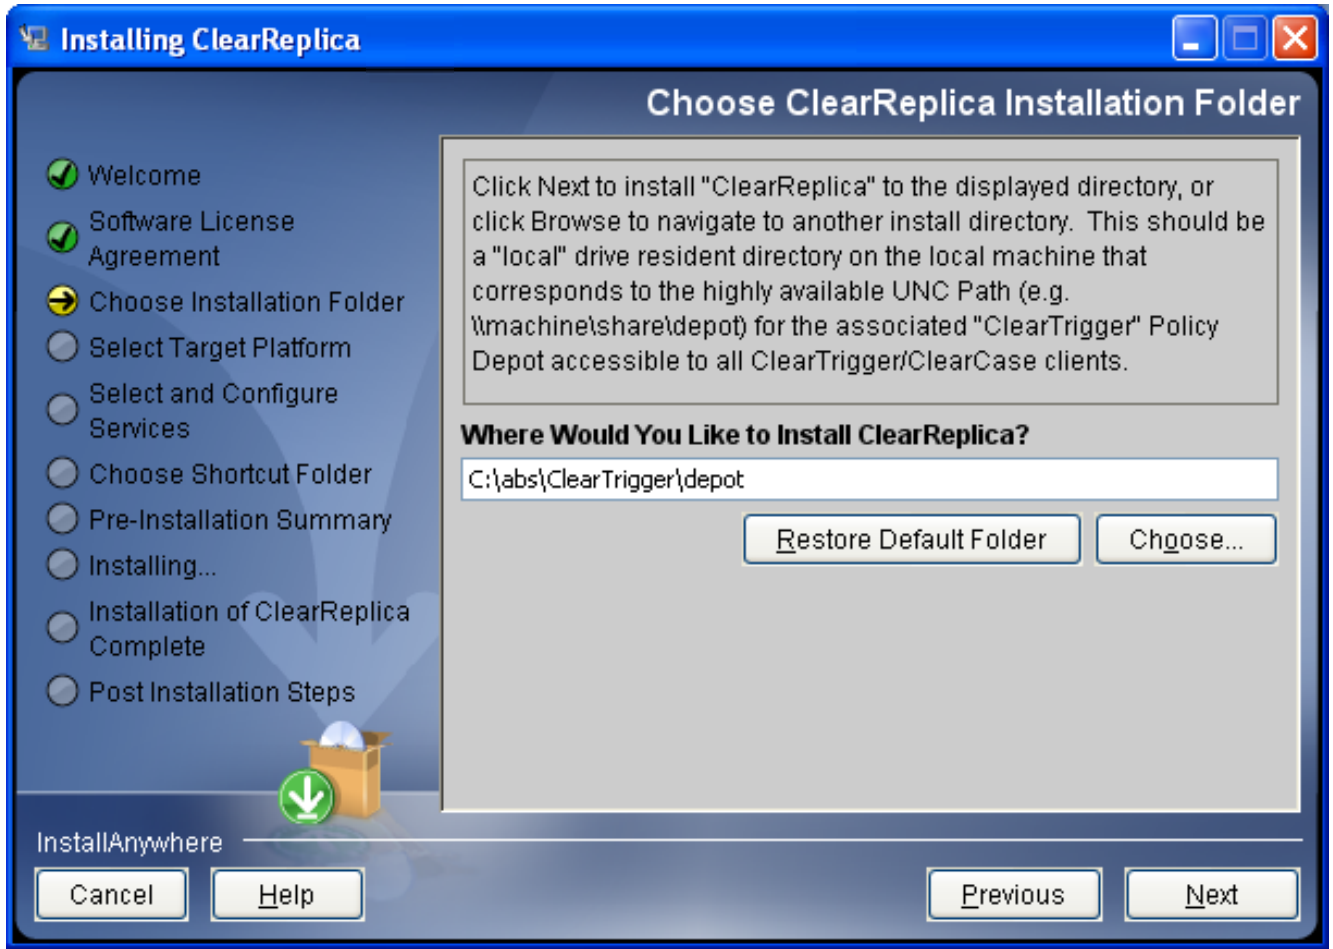 Installing ClearReplica
Choose ClearReplica Installation Folder
Welcome
Software License
Agreement
Choose Installation Folder
Select Target Platform
Select and Configure
Services
Choose Shortcut Folder
Pre-Installation Summary
Installing...
Installation of ClearReplica
Complete
Post Installation Steps
Click Next to install "ClearReplica" to the displayed directory, or
click Browse to navigate to another install directory.  This should be
a "local" drive resident directory on the local machine that
corresponds to the highly available UNC Path (e.g.
\\machine\share\depot) for the associated "ClearTrigger" Policy
Depot accessible to all ClearTrigger/ClearCase clients.
Where Would You Like to Install ClearReplica?
C:\abs\ClearTrigger\depot
Restore Default Folder
Choose...
InstallAnywhere
Cancel
Help
Previous
Next